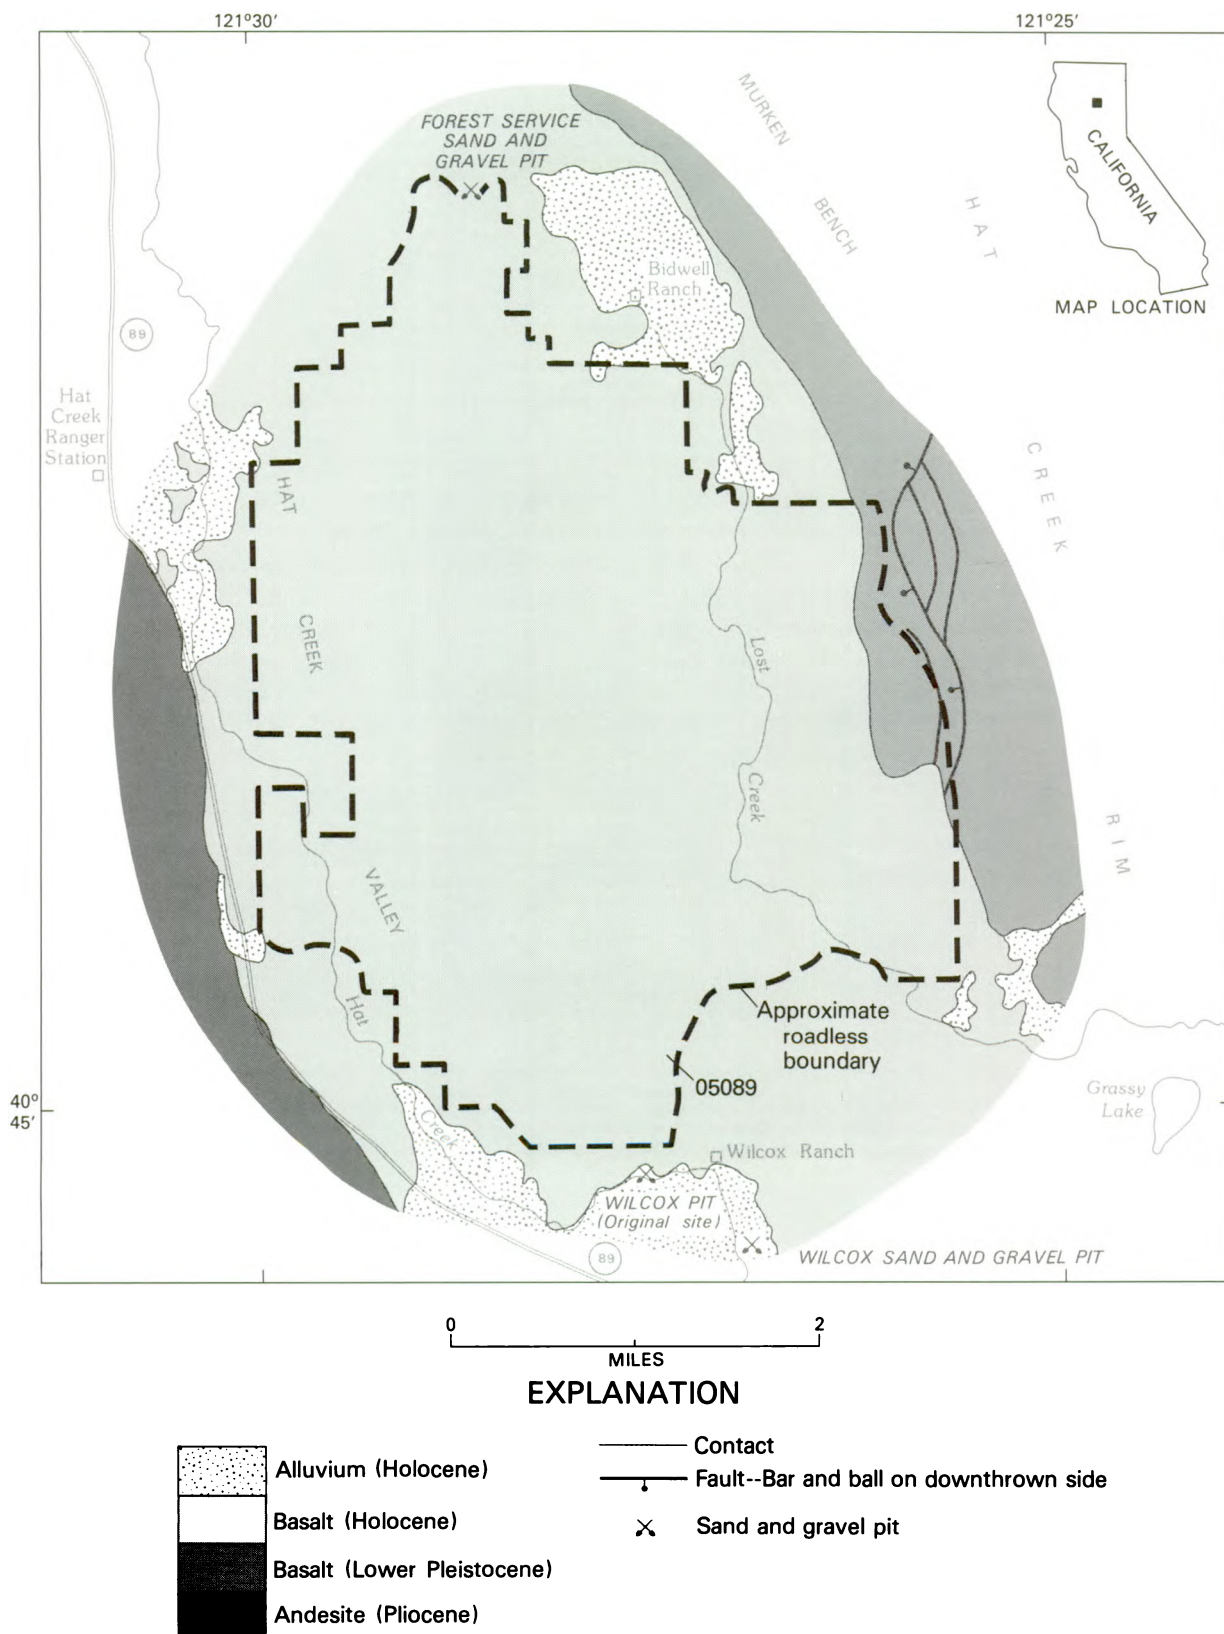 121°30'
121°25'
MURKEN
BENCH
HAT
CREEK
RIM
CALIFORNIA
MAP LOCATION
FOREST SERVICE
SAND AND
GRAVEL PIT
Bidwell
Ranch
89
Hat
Creek
Ranger
Station
HAT
CREEK
VALLEY
Lost
Creek
Hat
Creek
Approximate
roadless
boundary
05089
Grassy
Lake
40°
45'
Wilcox Ranch
WILCOX PIT
(Original site)
89
WILCOX SAND AND GRAVEL PIT
0 2
MILES
EXPLANATION
Alluvium (Holocene)
Basalt (Holocene)
Basalt (Lower Pleistocene)
Andesite (Pliocene)
Contact
Fault--Bar and ball on downthrown side
Sand and gravel pit